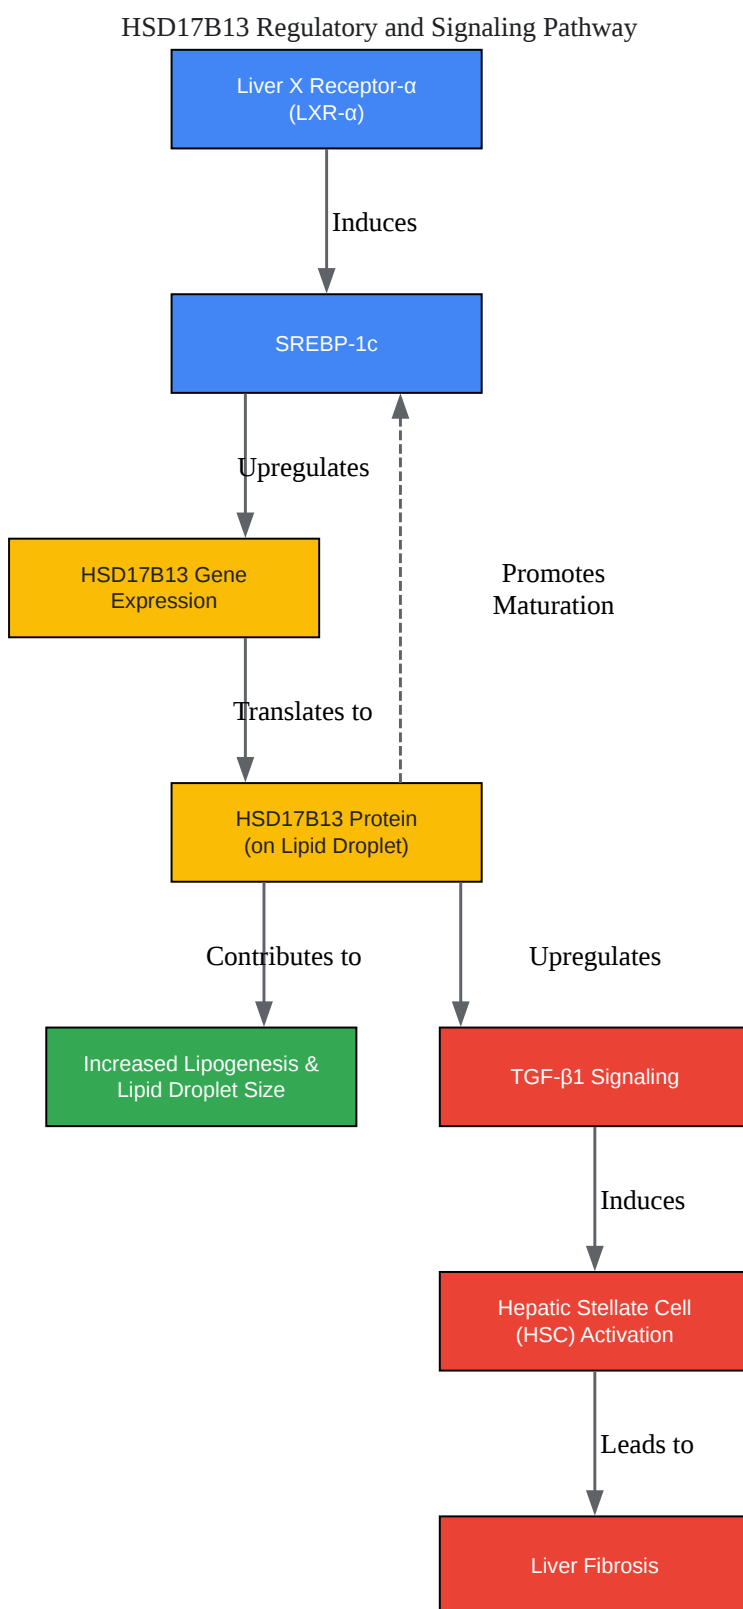 HSD17B13 Regulatory and Signaling Pathway
Liver X Receptor-α
(LXR-α)
Induces
SREBP-1c
Upregulates
HSD17B13 Gene
Expression
Promotes
Maturation
Translates to
HSD17B13 Protein
(on Lipid Droplet)
Contributes to
Upregulates
Increased Lipogenesis &
Lipid Droplet Size
TGF-β1 Signaling
Induces
Hepatic Stellate Cell
(HSC) Activation
Leads to
Liver Fibrosis